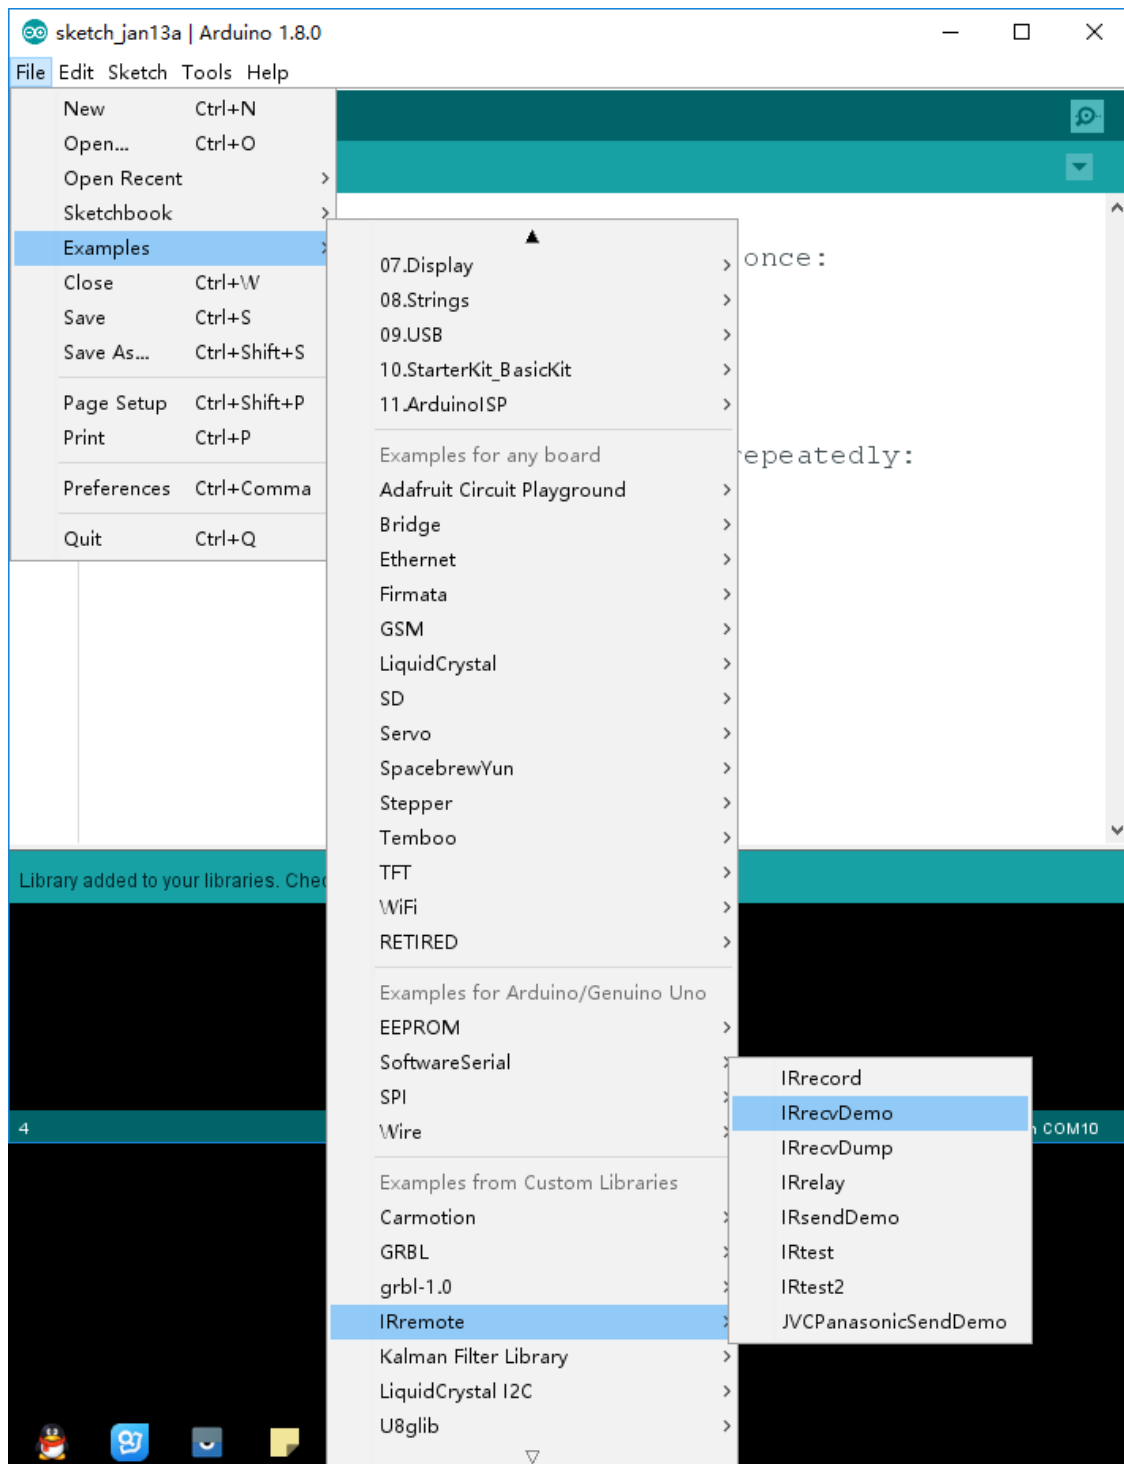 sketch_jan13a | Arduino 1.8.0
File Edit Sketch Tools Help
New Ctrl+N
Open... Ctrl+O
Open Recent
Sketchbook
Examples
Close Ctrl+W
Save Ctrl+S
Save As... Ctrl+Shift+S
Page Setup Ctrl+Shift+P
Print Ctrl+P
Preferences Ctrl+Comma
Quit Ctrl+Q
07.Display
08.Strings
09.USB
10.StarterKit_BasicKit
11.ArduinoISP
Examples for any board
Adafruit Circuit Playground
Bridge
Ethernet
Firmata
GSM
LiquidCrystal
SD
Servo
SpacebrewYun
Stepper
Temboo
TFT
WiFi
RETIRED
Examples for Arduino/Genuino Uno
EEPROM
SoftwareSerial
SPI
Wire
Examples from Custom Libraries
Carmotion
GRBL
grbl-1.0
IRremote
Kalman Filter Library
LiquidCrystal I2C
U8glib
IRrecord
IRrecvDemo
IRrecvDump
IRrelay
IRsendDemo
IRtest
IRtest2
JVCPanasonicSendDemo
once:
epeatedly:
Library added to your libraries. Chec
4
COM10